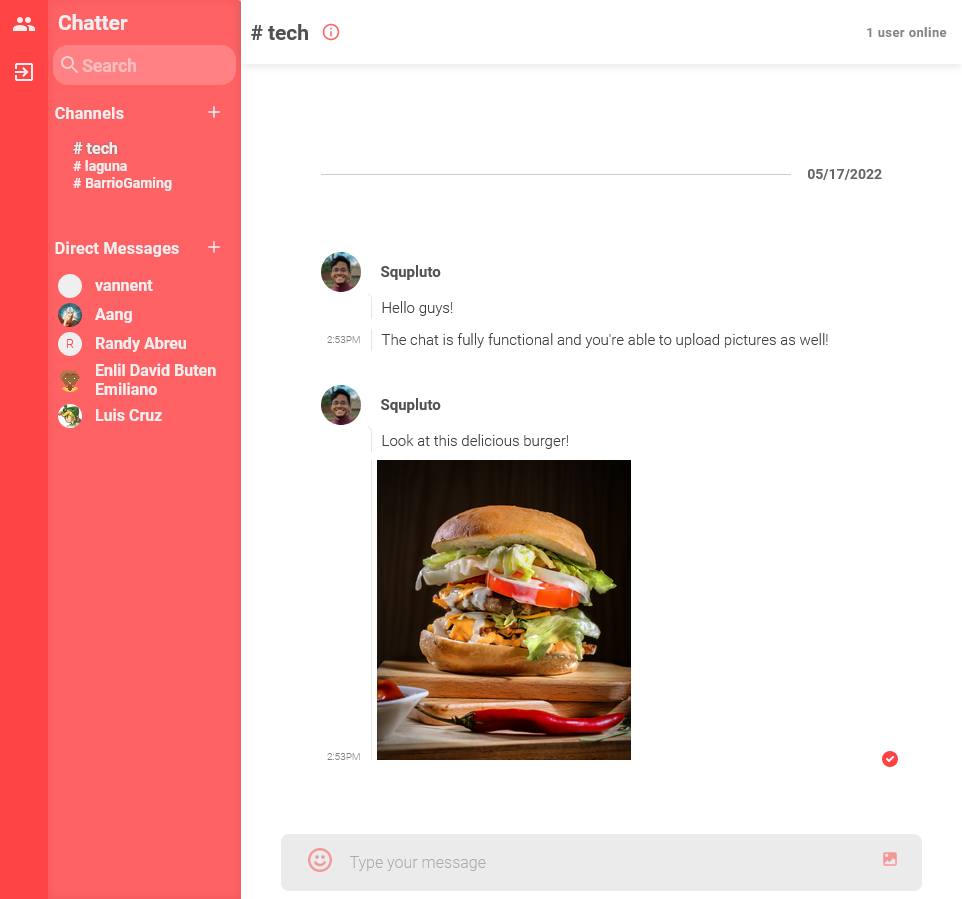 Chatter
Search
Channels
# tech
# laguna
# BarrioGaming
Direct Messages
vannent
Aang
R Randy Abreu
Enlil David Buten
Emiliano
Luis Cruz
# tech
1 user online
05/17/2022
Squpluto
Hello guys!
2:53PM The chat is fully functional and you're able to upload pictures as well!
Squpluto
Look at this delicious burger!
2:53PM
Type your message